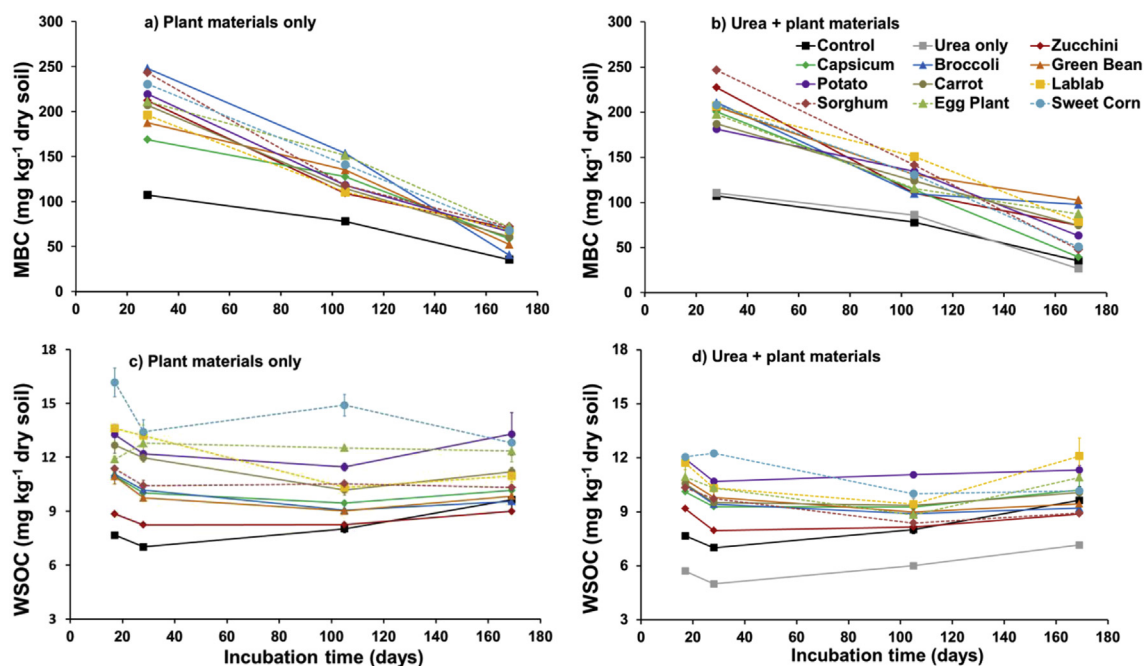 a) Plant materials only
MBC (mg kg⁻¹ dry soil)
300
250
200
150
100
50
0
0 20 40 60 80 100 120 140 160 180
b) Urea + plant materials
MBC (mg kg⁻¹ dry soil)
300
250
200
150
100
50
0
0 20 40 60 80 100 120 140 160 180
Control Urea only Zucchini
Capsicum Broccoli Green Bean
Potato Carrot Lablab
Sorghum Egg Plant Sweet Corn
c) Plant materials only
WSOC (mg kg⁻¹ dry soil)
18
15
12
9
6
3
0 20 40 60 80 100 120 140 160 180
Incubation time (days)
d) Urea + plant materials
WSOC (mg kg⁻¹ dry soil)
18
15
12
9
6
3
0 20 40 60 80 100 120 140 160 180
Incubation time (days)